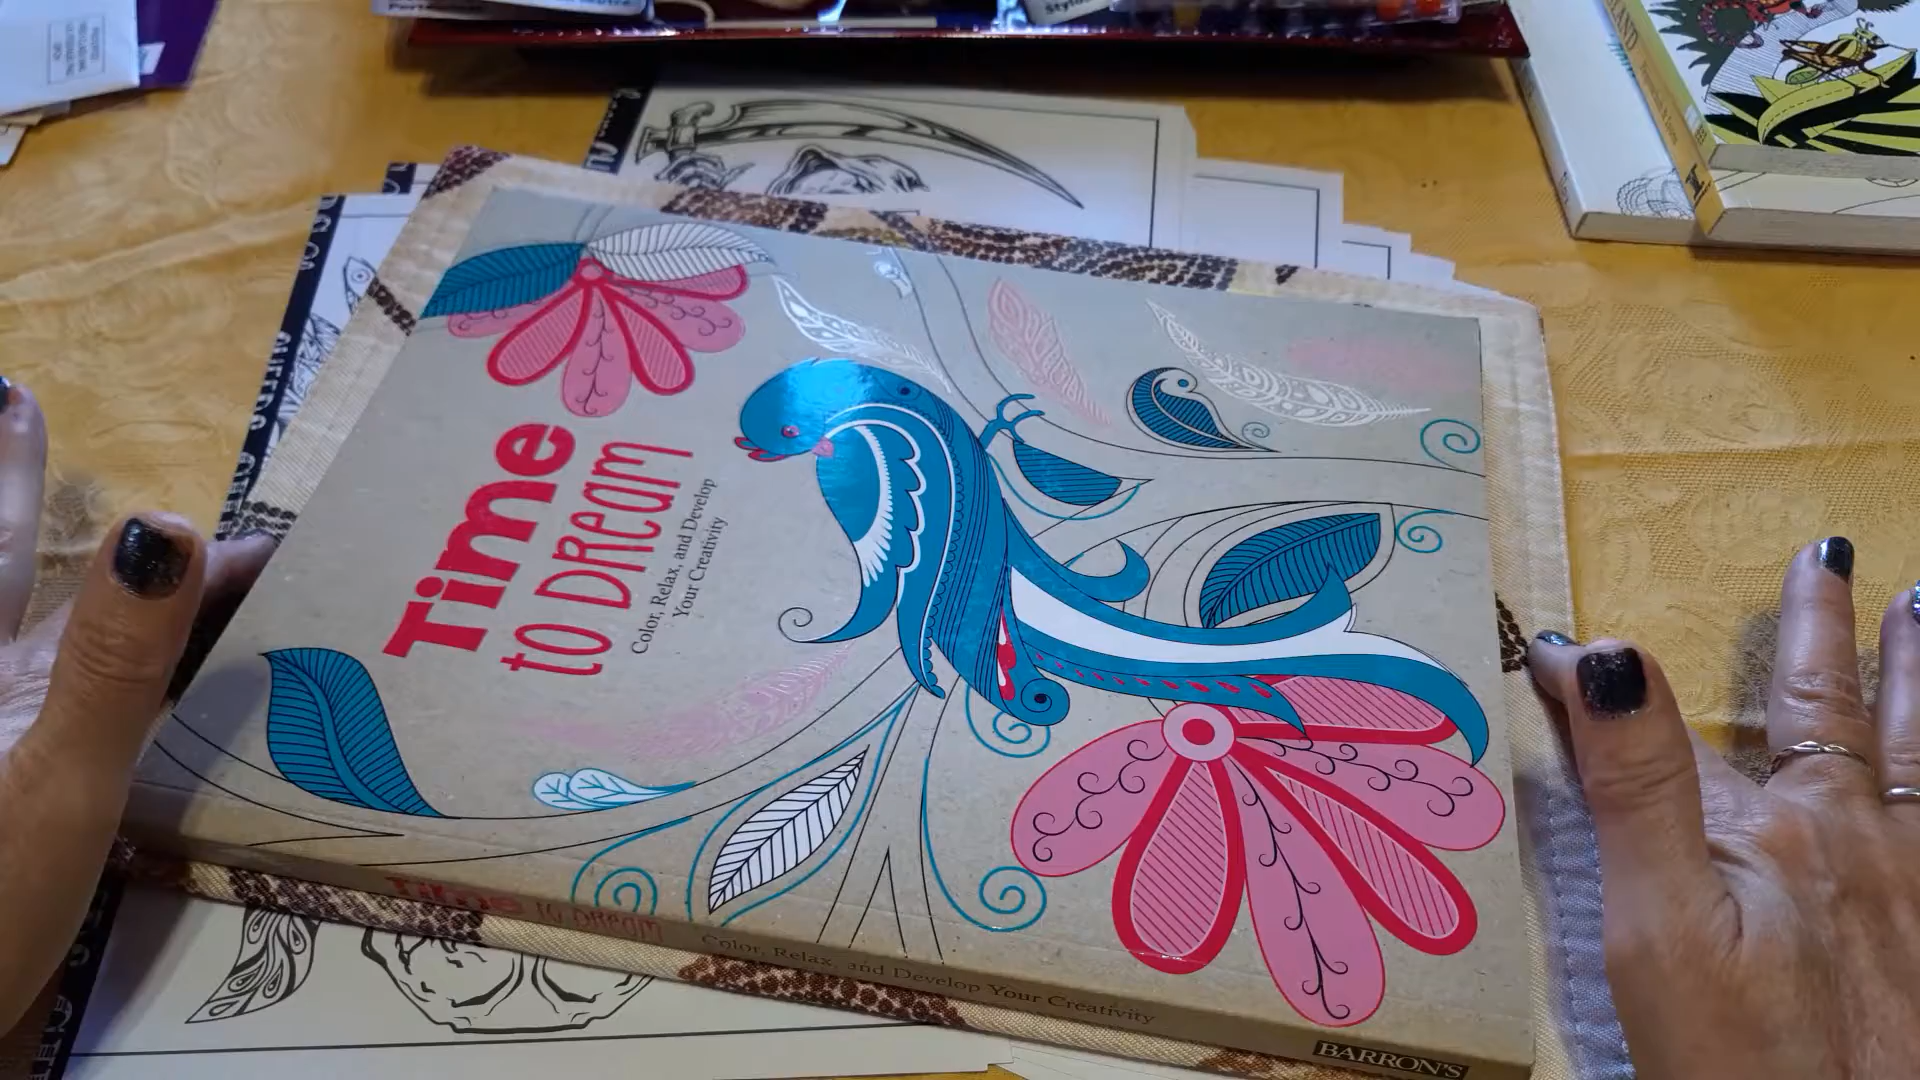 Time
to DReam
Color, Relax, and Develop
Your Creativity
Time to DReam Color, Relax, and Develop Your Creativity
BARRON'S